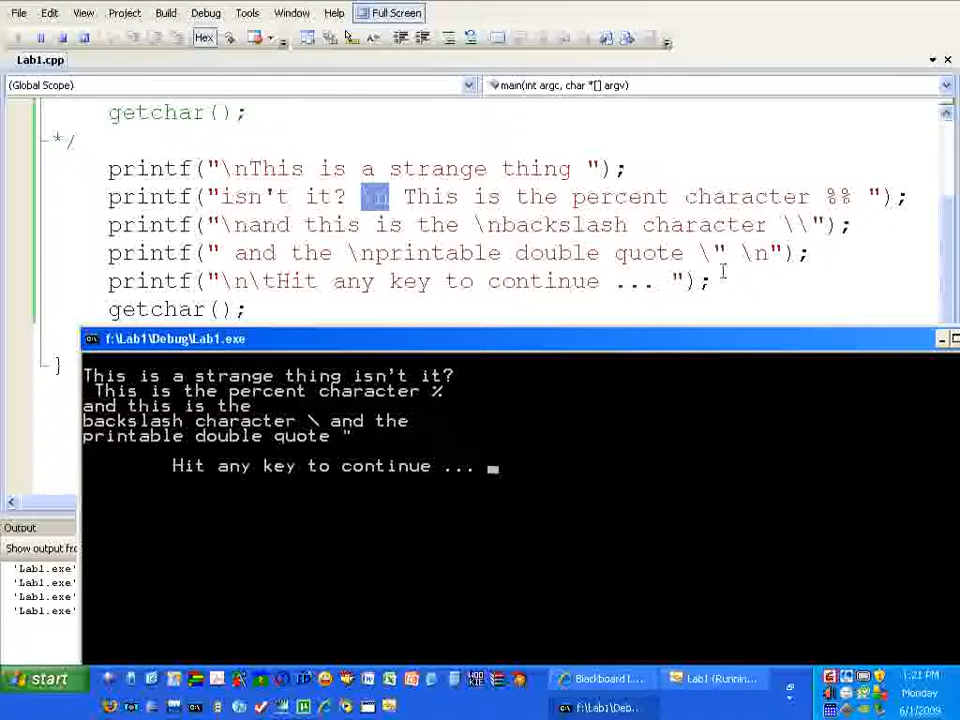 File Edit View Project Build Debug Tools Window Help Full Screen
Hex
Lab1.cpp
(Global Scope) main(int argc, char *[] argv)
getchar();
*/
printf("\nThis is a strange thing ");
printf("isn't it? \n This is the percent character %% ");
printf("\nand this is the \nbackslash character \\");
printf(" and the \nprintable double quote \" \n");
printf("\n\tHit any key to continue ... ");
getchar();
}
f:\Lab1\Debug\Lab1.exe
This is a strange thing isn't it?
This is the percent character %
and this is the
backslash character \ and the
printable double quote "
Hit any key to continue ...
Output
Show output fro
'Lab1.exe'
'Lab1.exe'
'Lab1.exe'
'Lab1.exe'
start
Blackboard L...
Lab1 (Runnin...
1:21 PM
Monday
f:\lab1\Deb...
6/1/2009